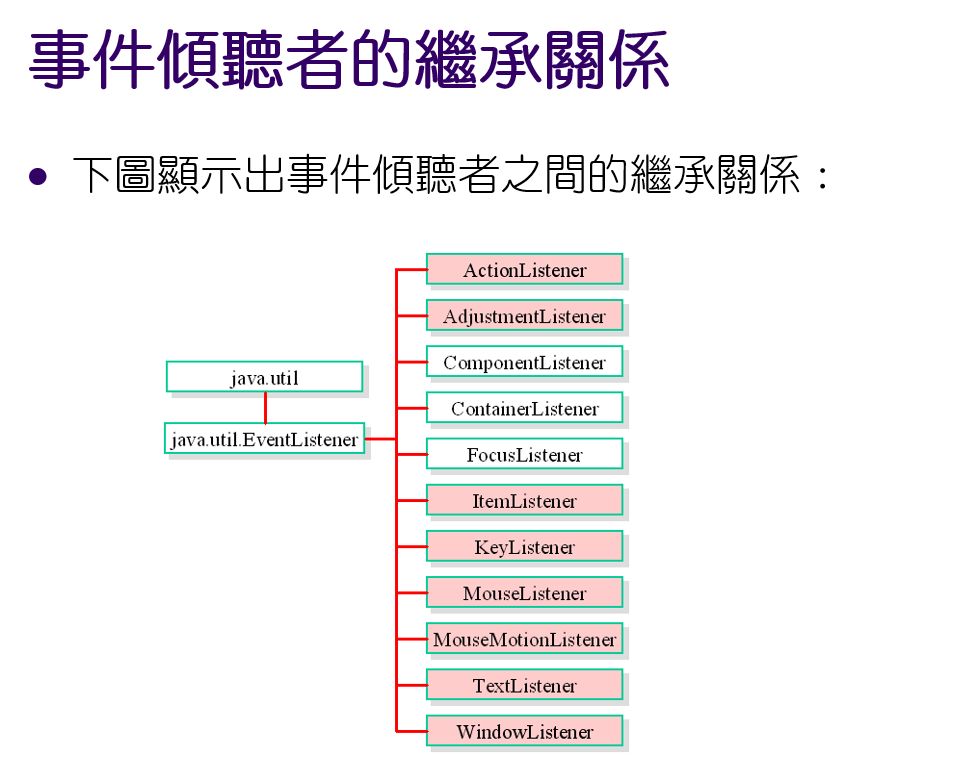 事件傾聽者的繼承關係
● 下圖顯示出事件傾聽者之間的繼承關係：
ActionListener
AdjustmentListener
ComponentListener
java.util
ContainerListener
java.util.EventListener
FocusListener
ItemListener
KeyListener
MouseListener
MouseMotionListener
TextListener
WindowListener